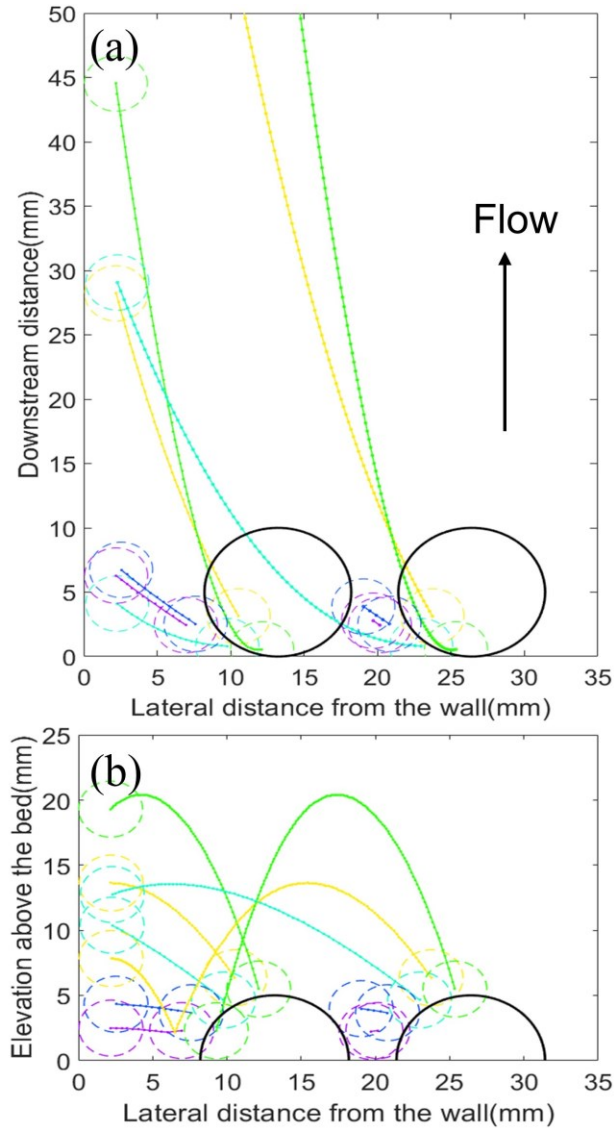 (a)
50
45
40
35
30
25
20
15
10
5
0
Downstream distance(mm)
Flow
0 5 10 15 20 25 30 35
Lateral distance from the wall(mm)
(b)
25
20
15
10
5
0
Elevation above the bed(mm)
0 5 10 15 20 25 30 35
Lateral distance from the wall(mm)